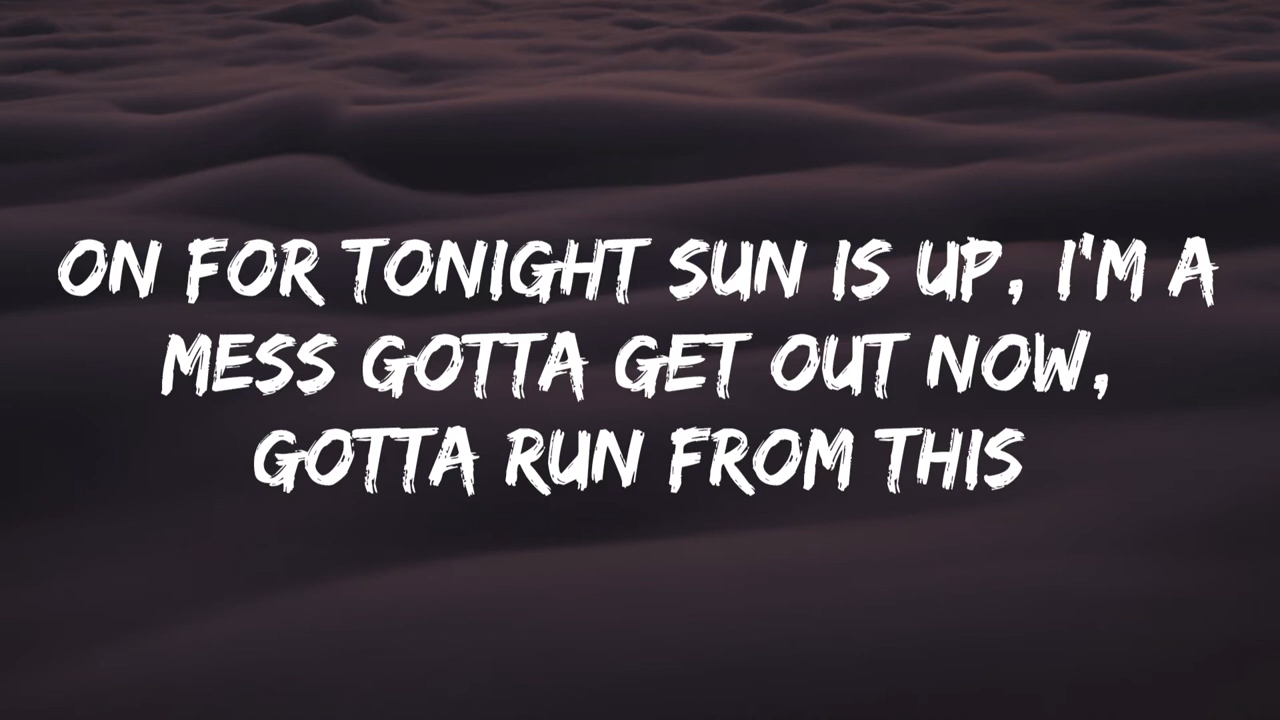 ON FOR TONIGHT SUN IS UP, I'M A
MESS GOTTA GET OUT NOW,
GOTTA RUN FROM THIS